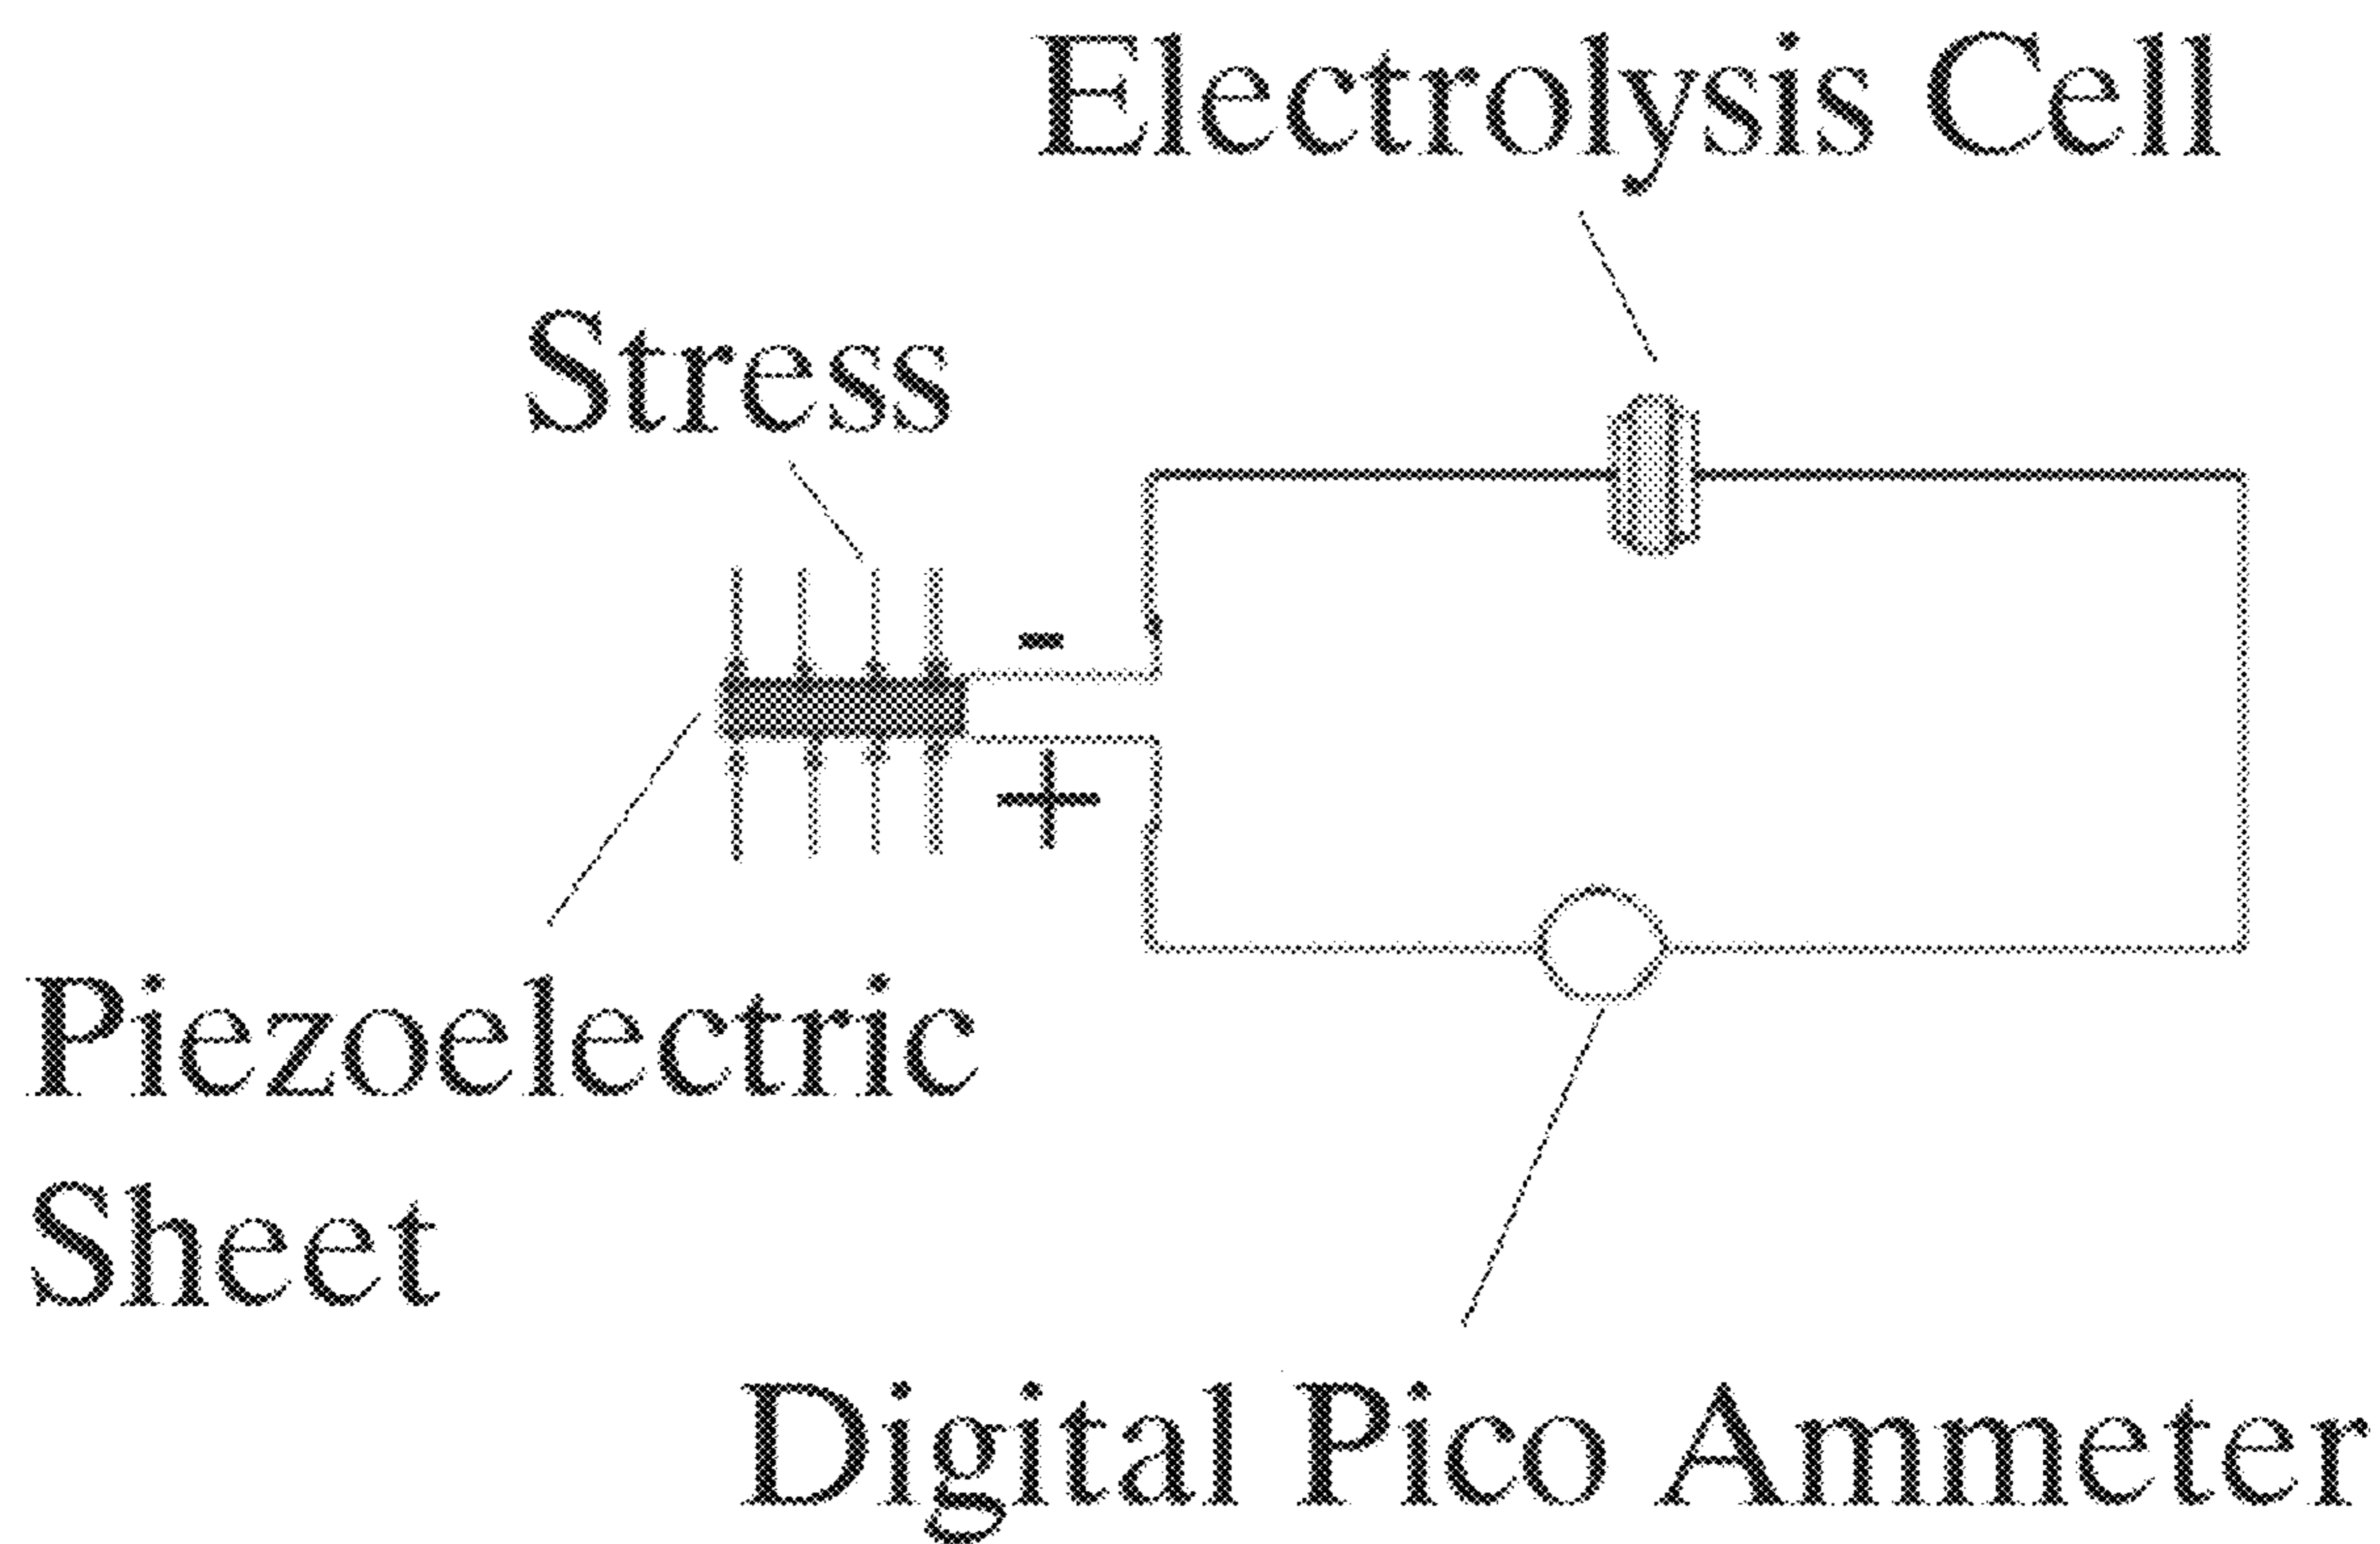 Electrolysis Cell
Stress
-
+
Piezoelectric
Sheet
Digital Pico Ammeter